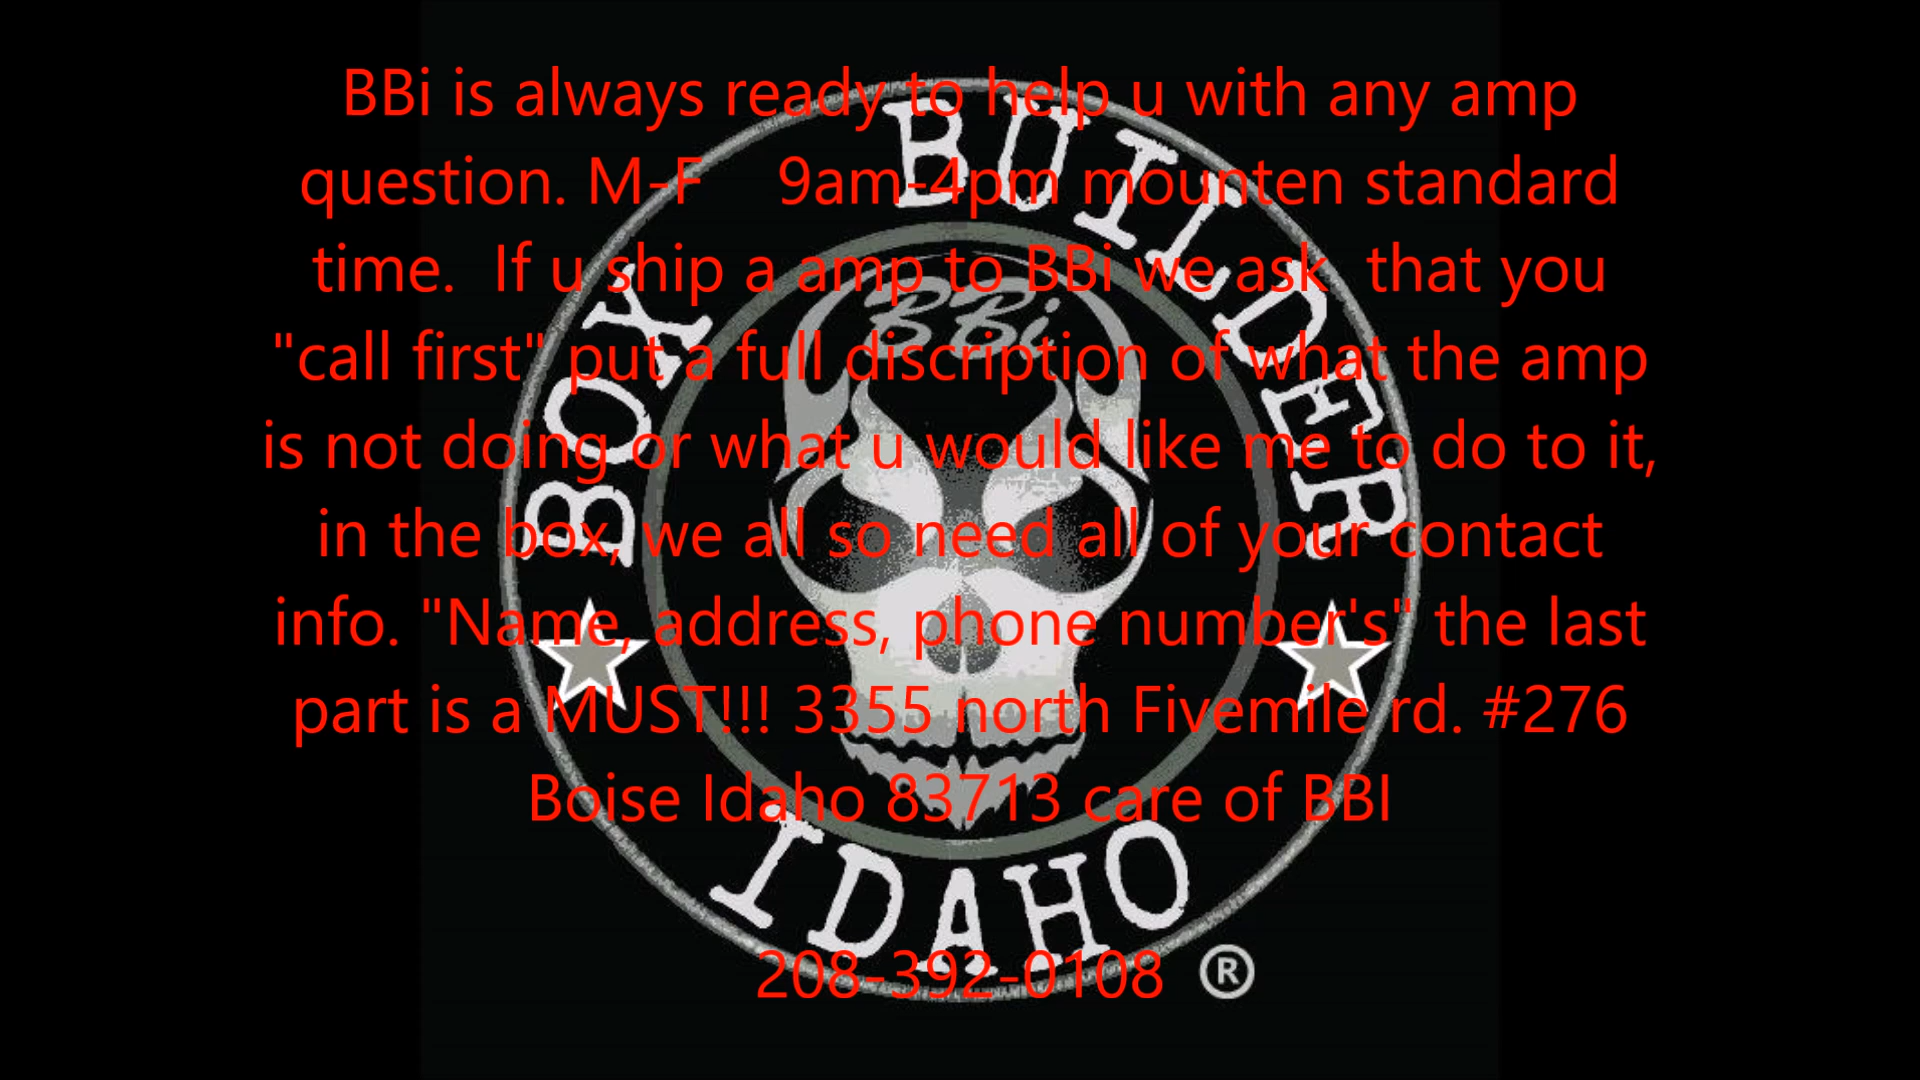 BBi is always ready to help u with any amp
question. M-F    9am-4pm mounten standard
time.  If u ship a amp to BBi we ask  that you
"call first" put a full discription of what the amp
is not doing or what u would like me to do to it,
in the box, we all so need all of your contact
info. "Name, address, phone number's"  the last
part is a MUST!!! 3355 north Fivemile rd. #276
Boise Idaho 83713 care of BBI
208-392-0108
BOX BUILDER
BBi
IDAHO ®